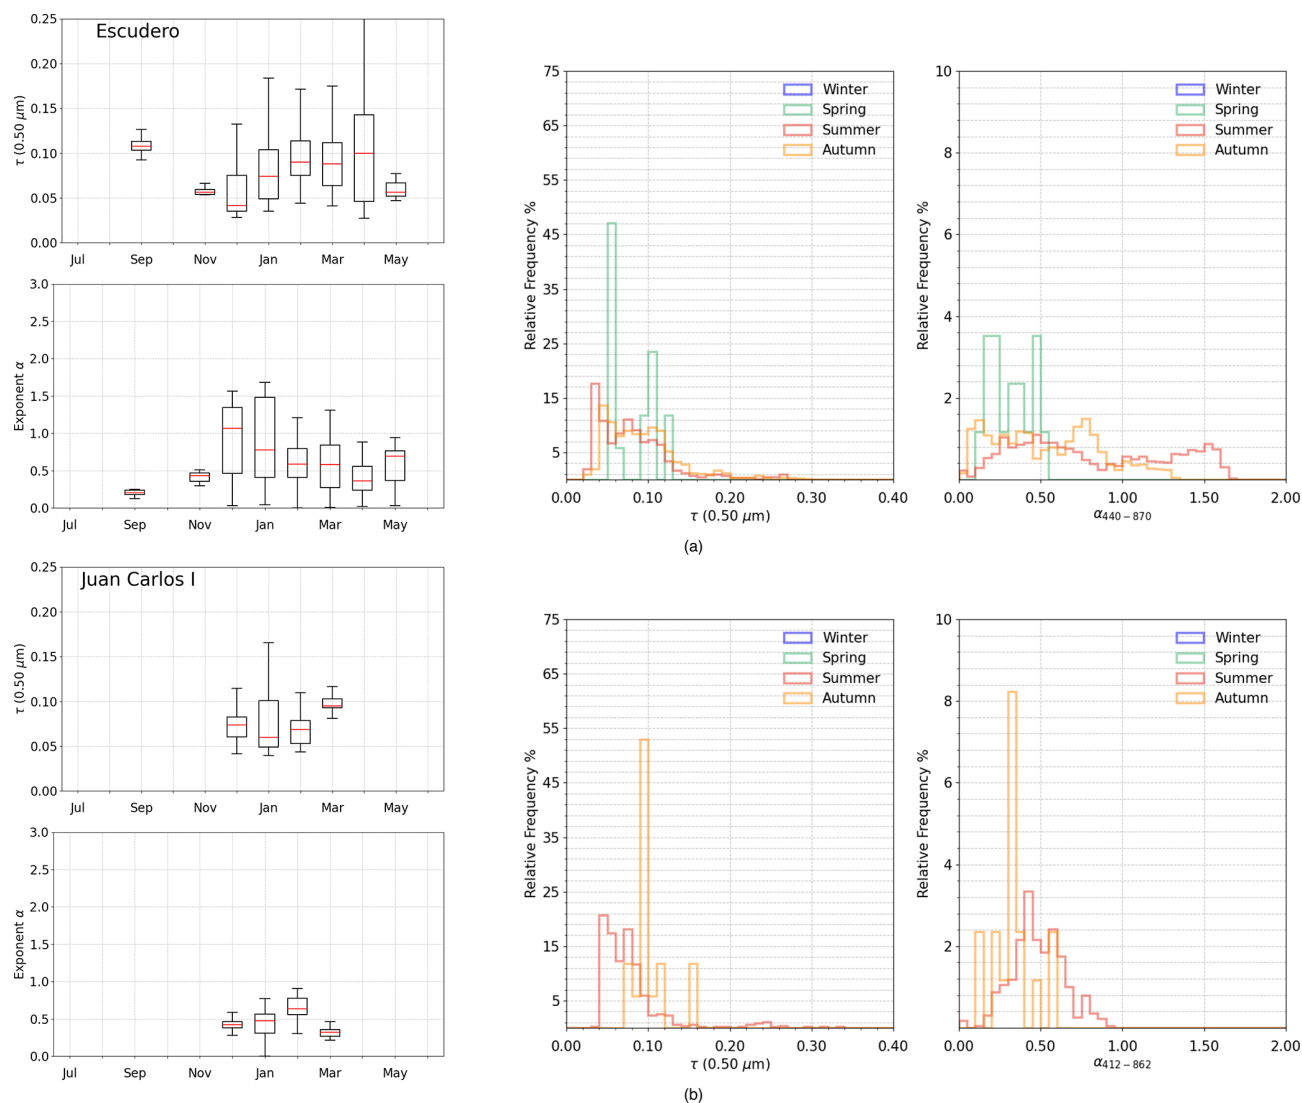 Escudero
τ (0.50 μm)
0.25
0.20
0.15
0.10
0.05
0.00
Jul Sep Nov Jan Mar May
Exponent α
3.0
2.5
2.0
1.5
1.0
0.5
0.0
Jul Sep Nov Jan Mar May
Relative Frequency %
75
65
55
45
35
25
15
5
Winter
Spring
Summer
Autumn
0.00 0.10 0.20 0.30 0.40
τ (0.50 μm)
Relative Frequency %
10
8
6
4
2
Winter
Spring
Summer
Autumn
0.00 0.50 1.00 1.50 2.00
α440−870
(a)
Juan Carlos I
τ (0.50 μm)
0.25
0.20
0.15
0.10
0.05
0.00
Jul Sep Nov Jan Mar May
Exponent α
3.0
2.5
2.0
1.5
1.0
0.5
0.0
Jul Sep Nov Jan Mar May
Relative Frequency %
75
65
55
45
35
25
15
5
Winter
Spring
Summer
Autumn
0.00 0.10 0.20 0.30 0.40
τ (0.50 μm)
Relative Frequency %
10
8
6
4
2
Winter
Spring
Summer
Autumn
0.00 0.50 1.00 1.50 2.00
α412−862
(b)